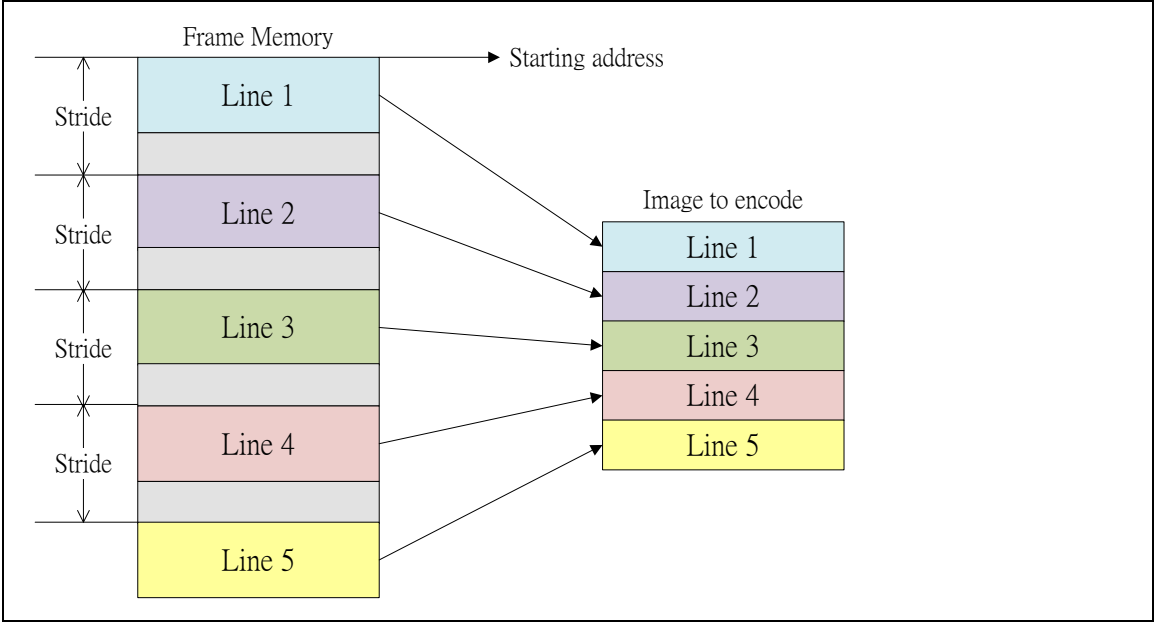 Frame Memory
Starting address
Line 1
Stride
Line 2
Stride
Line 3
Stride
Line 4
Stride
Line 5
Image to encode
Line 1
Line 2
Line 3
Line 4
Line 5